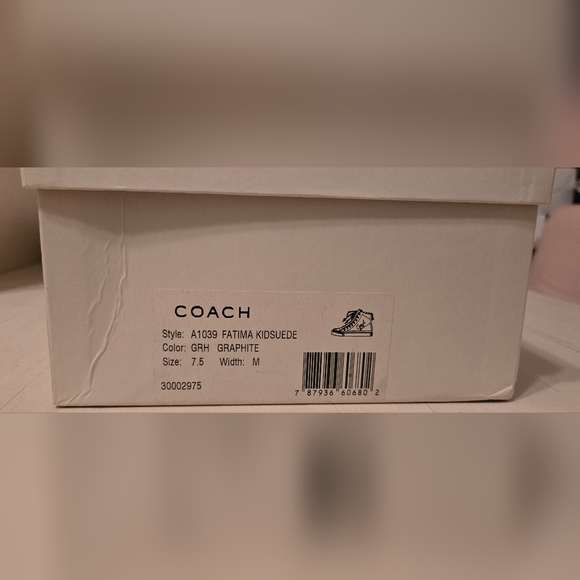 COACH
Style: A1039 FATIMA KIDSUEDE
Color: GRH GRAPHITE
Size: 7.5 Width: M
30002975
7 87936 60680 2